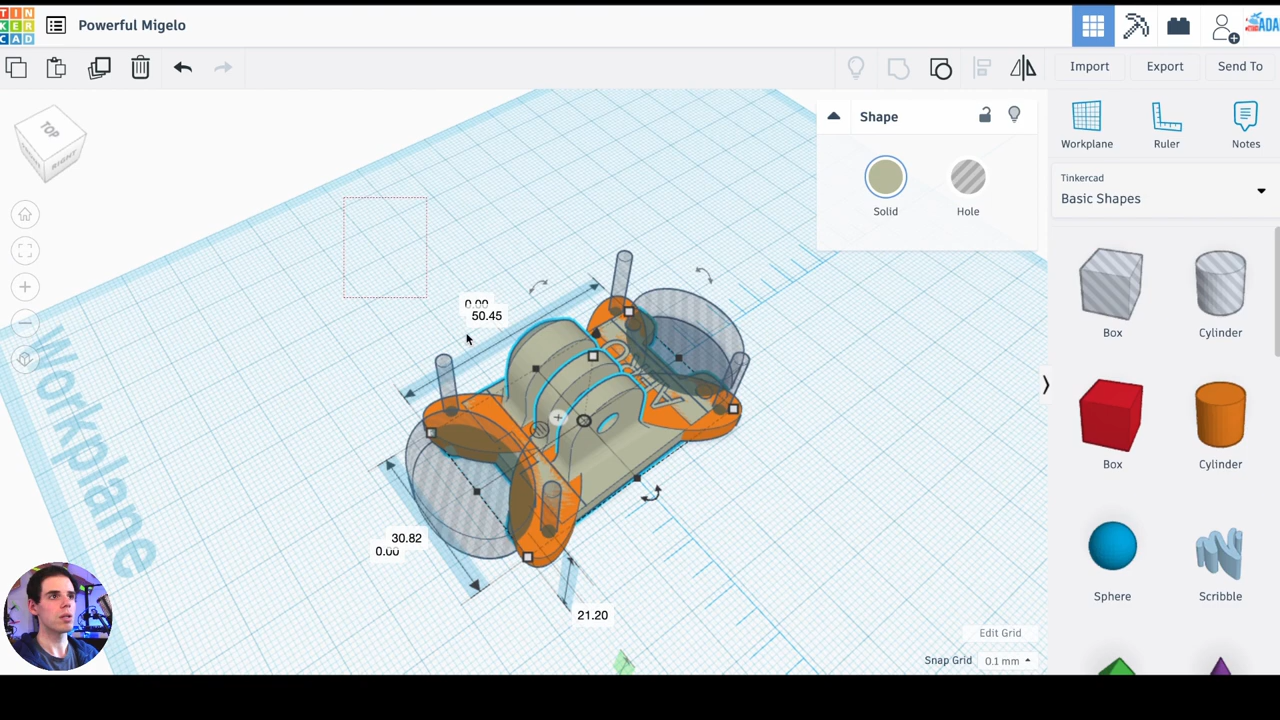 TIN
KER
CAD
Powerful Migelo
ADA
Import
Export
Send To
TOP
RIGHT
Shape
Solid
Hole
Workplane
Ruler
Notes
Tinkercad
Basic Shapes
Box
Cylinder
Box
Cylinder
Sphere
Scribble
0.00
50.45
30.82
0.00
21.20
Workplane
Edit Grid
Snap Grid
0.1 mm